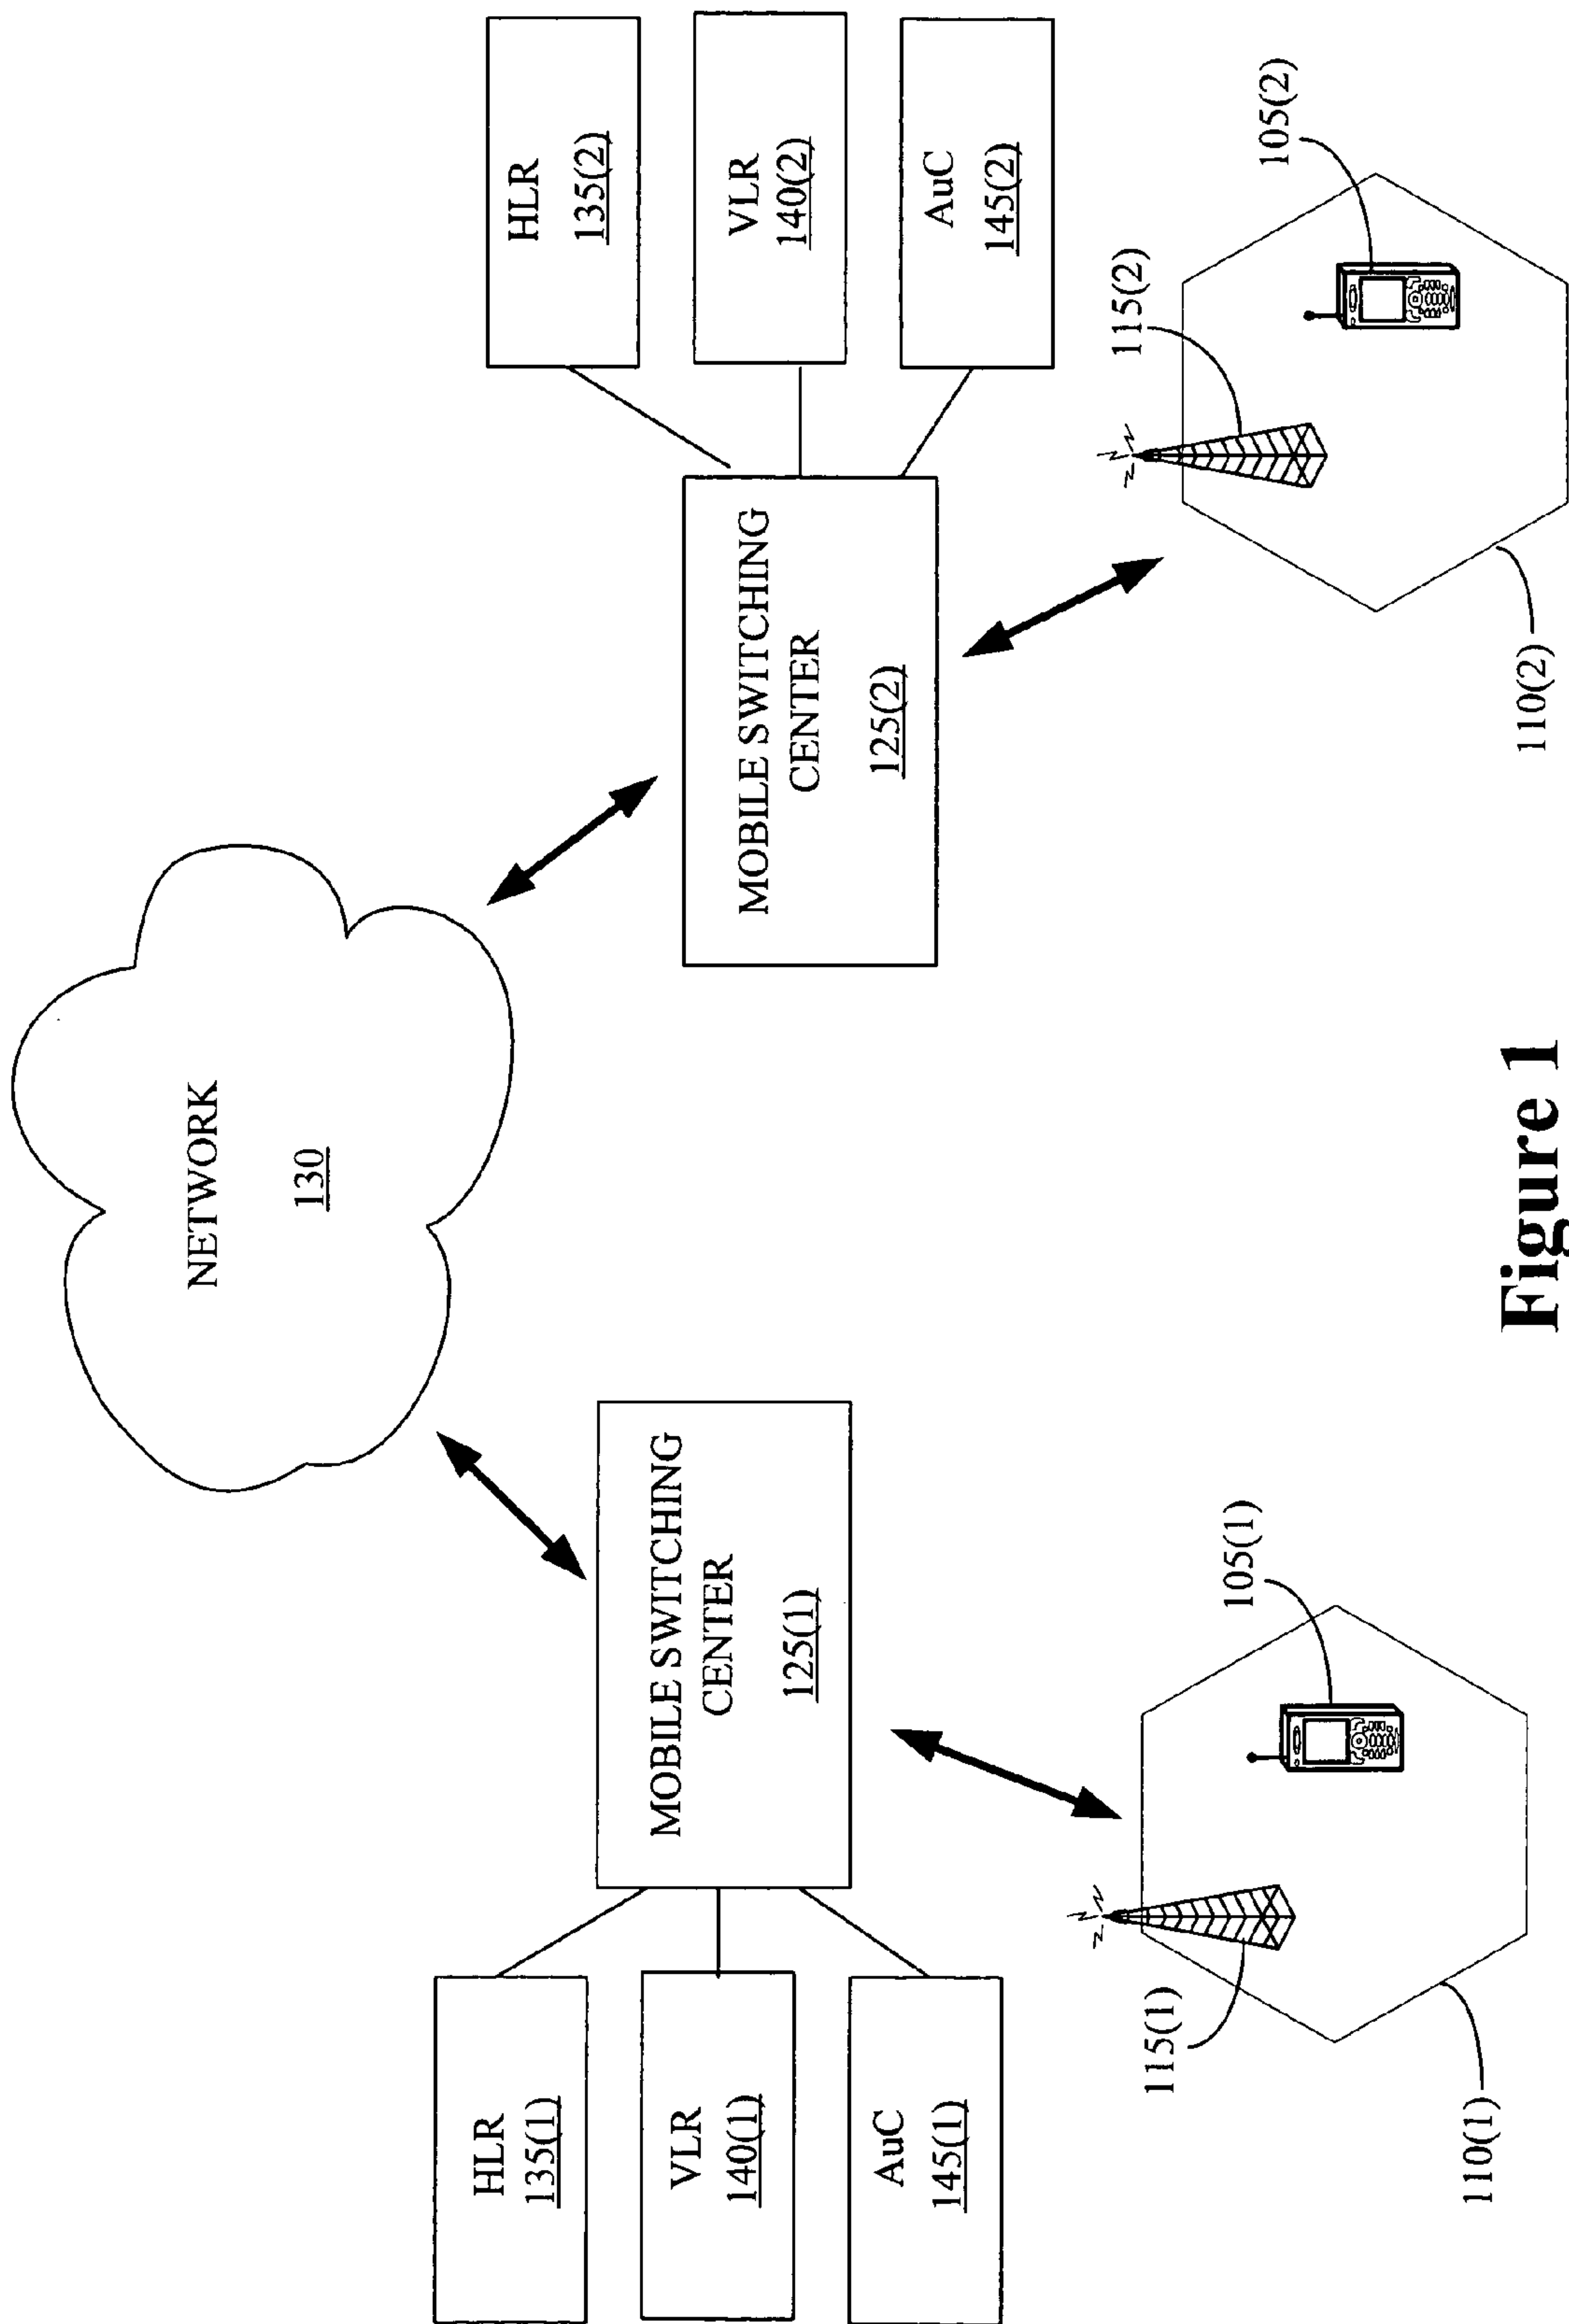 NETWORK
130
MOBILE SWITCHING
CENTER
125(1)
MOBILE SWITCHING
CENTER
125(2)
HLR
135(1)
VLR
140(1)
AuC
145(1)
HLR
135(2)
VLR
140(2)
AuC
145(2)
115(1)
105(1)
110(1)
115(2)
105(2)
110(2)
Figure 1